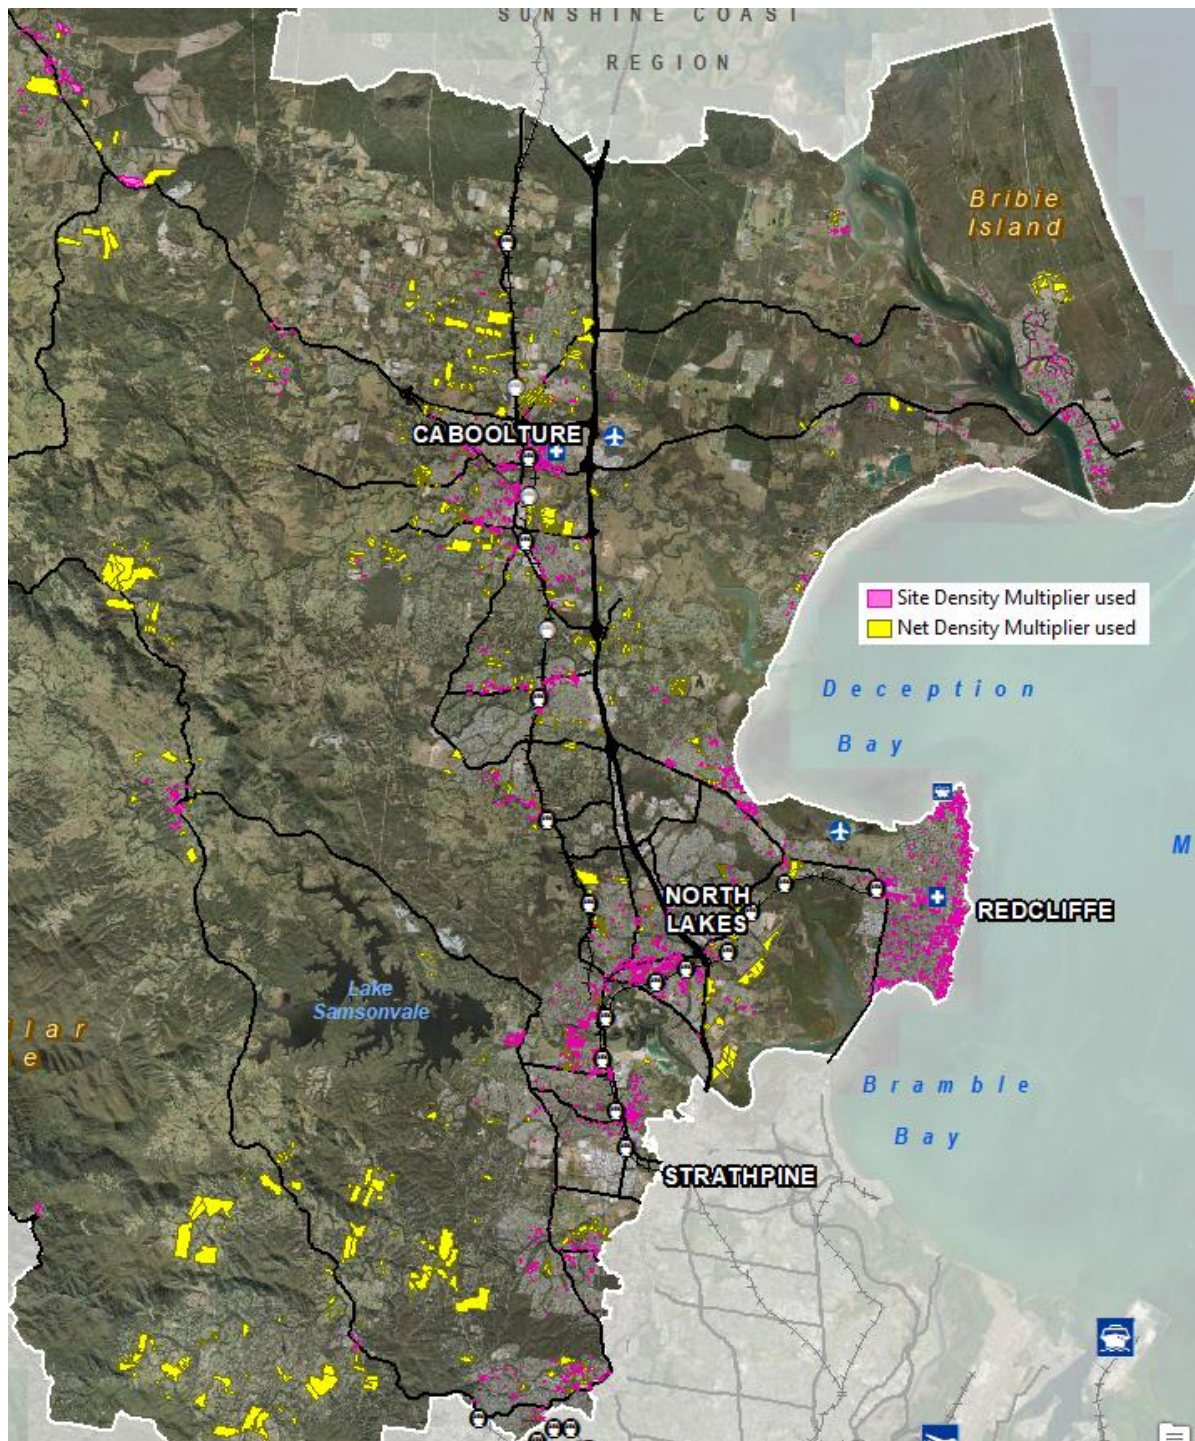 SUNSHINE COAST
REGION
Bribie
Island
CABOOLTURE
Site Density Multiplier used
Net Density Multiplier used
Deception
Bay
M
NORTH
LAKES
REDCLIFFE
Lake
Samsonvale
llar
e
Bramble
Bay
STRATHPINE